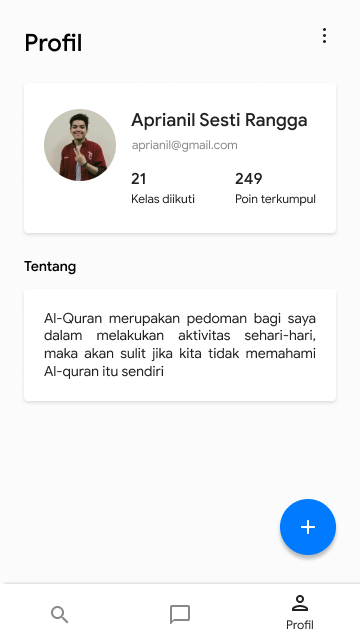 Profil
Aprianil Sesti Rangga
aprianil@gmail.com
21
Kelas diikuti
249
Poin terkumpul
Tentang
Al-Quran merupakan pedoman bagi saya
dalam melakukan aktivitas sehari-hari,
maka akan sulit jika kita tidak memahami
Al-quran itu sendiri
Profil